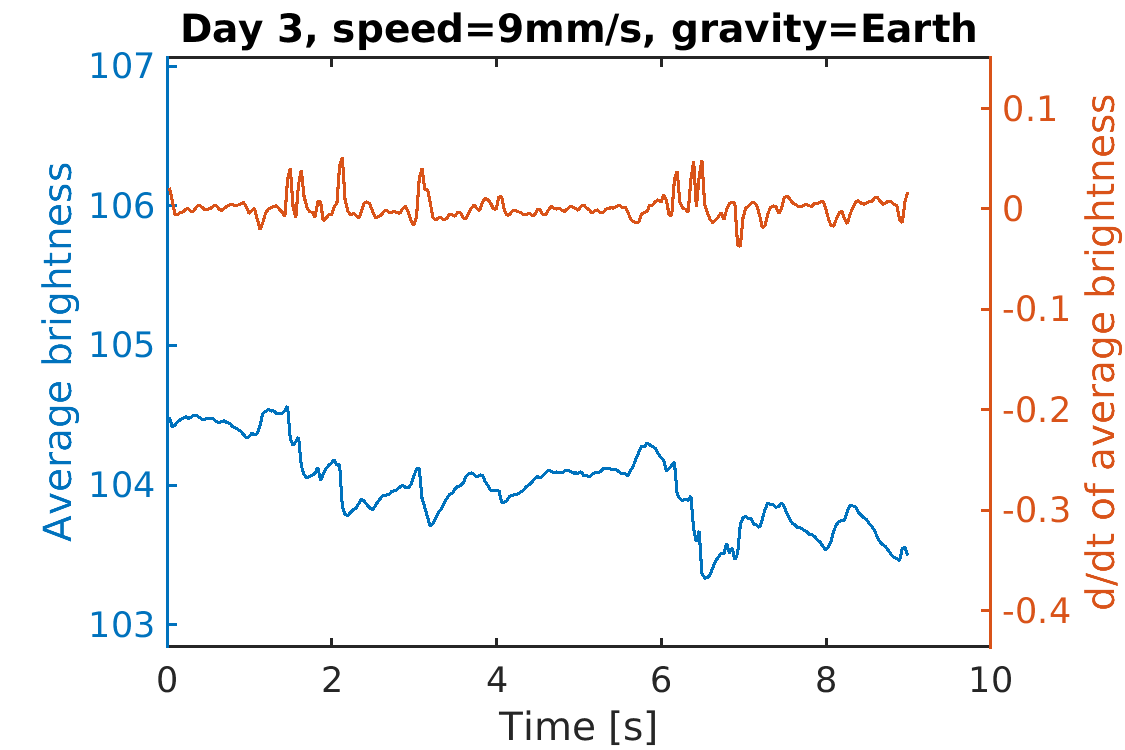 Day 3, speed=9mm/s, gravity=Earth
107
106
105
104
103
Average brightness
0.1
0
-0.1
-0.2
-0.3
-0.4
d/dt of average brightness
0 2 4 6 8 10
Time [s]